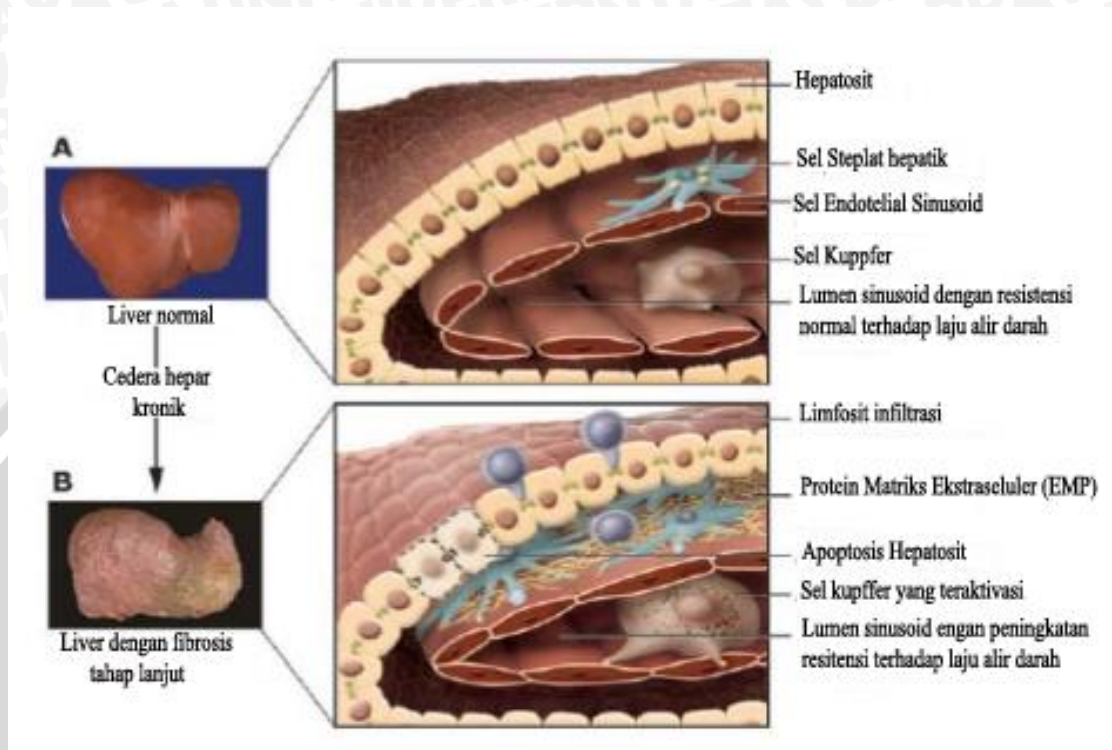 A
Liver normal
Cedera hepar
kronik
B
Liver dengan fibrosis
tahap lanjut
Hepatosit
Sel Steplat hepatik
Sel Endotelial Sinusoid
Sel Kuppfer
Lumen sinusoid dengan resistensi
normal terhadap laju alir darah
Limfosit infiltrasi
Protein Matriks Ekstraseluler (EMP)
Apoptosis Hepatosit
Sel kupffer yang teraktivasi
Lumen sinusoid engan peningkatan
resitensi terhadap laju alir darah